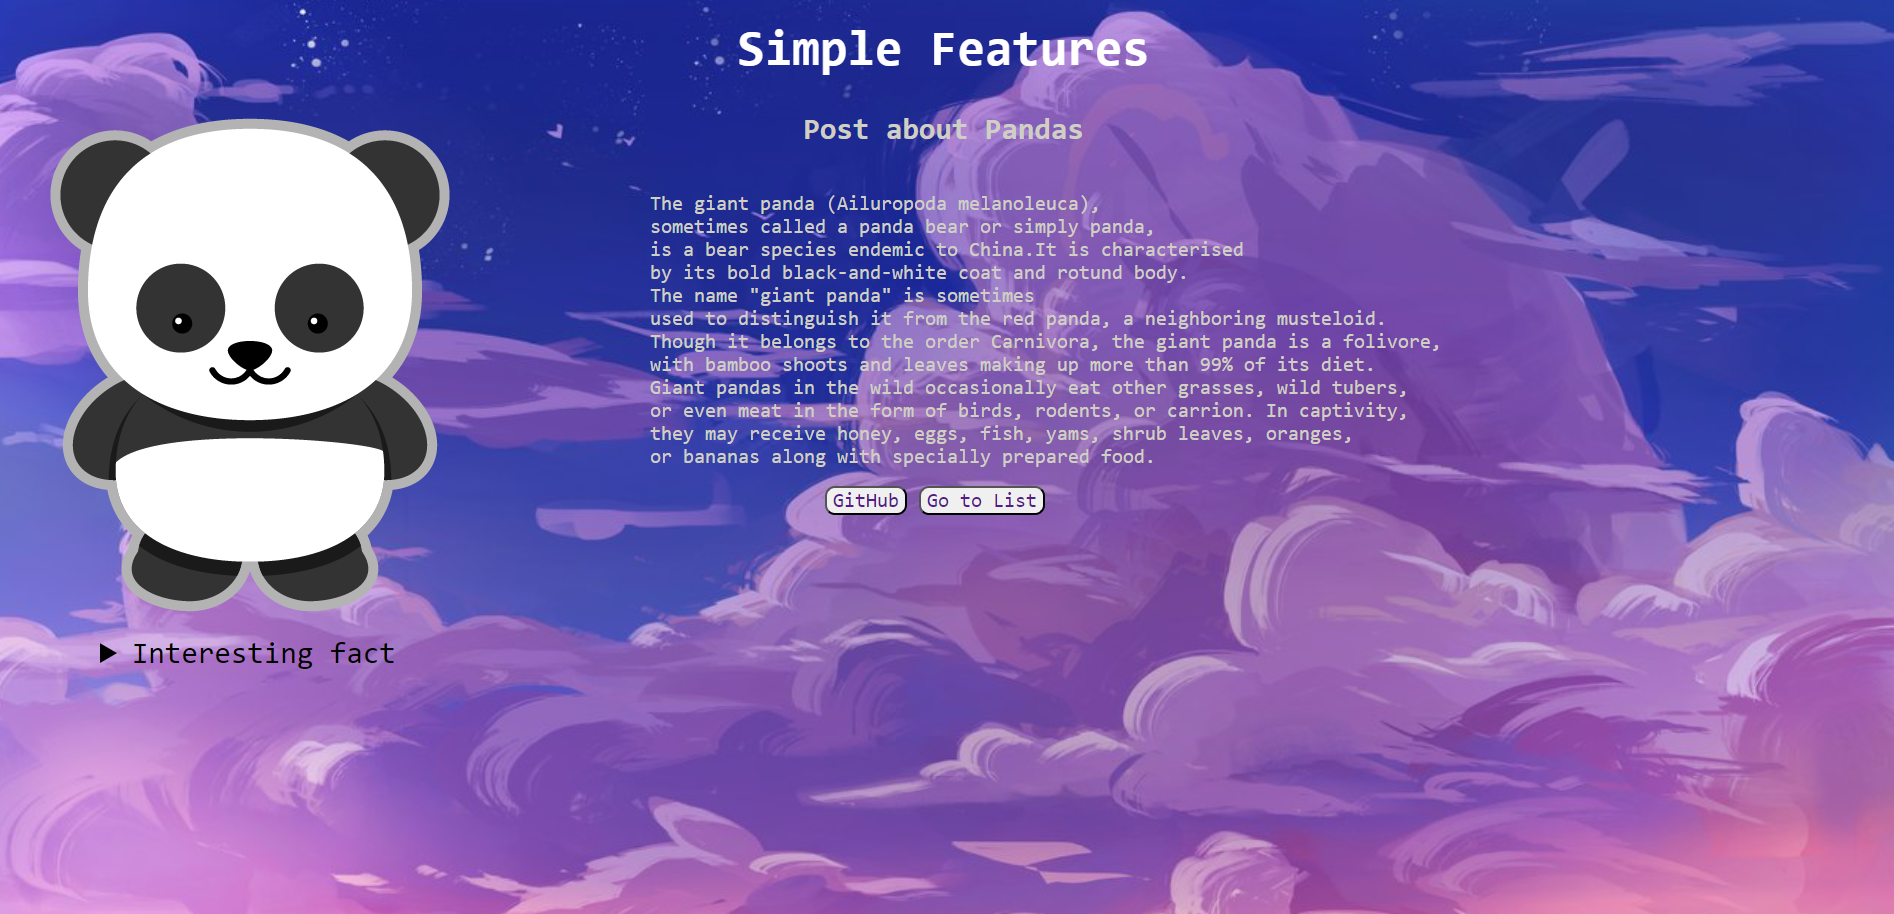 Simple Features
Post about Pandas
The giant panda (Ailuropoda melanoleuca),
sometimes called a panda bear or simply panda,
is a bear species endemic to China.It is characterised
by its bold black-and-white coat and rotund body.
The name "giant panda" is sometimes
used to distinguish it from the red panda, a neighboring musteloid.
Though it belongs to the order Carnivora, the giant panda is a folivore,
with bamboo shoots and leaves making up more than 99% of its diet.
Giant pandas in the wild occasionally eat other grasses, wild tubers,
or even meat in the form of birds, rodents, or carrion. In captivity,
they may receive honey, eggs, fish, yams, shrub leaves, oranges,
or bananas along with specially prepared food.
GitHub Go to List
Interesting fact